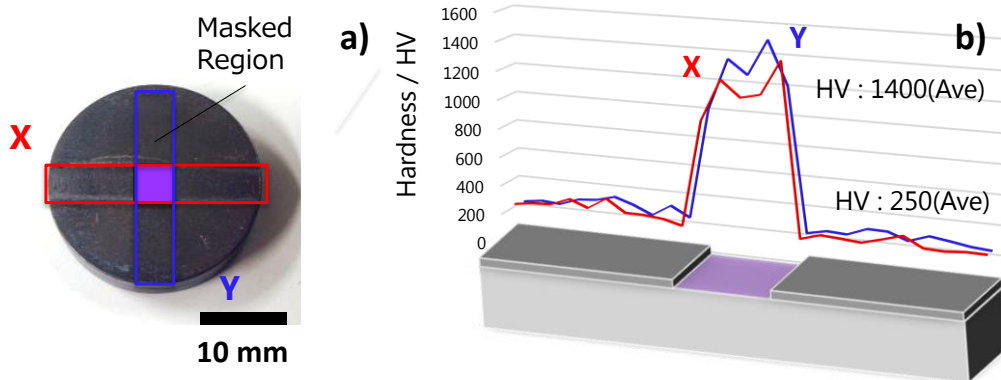 Masked
Region
a)
X
Y
10 mm
b)
Hardness / HV
1600
1400
1200
1000
800
600
400
200
0
X
Y
HV : 1400(Ave)
HV : 250(Ave)